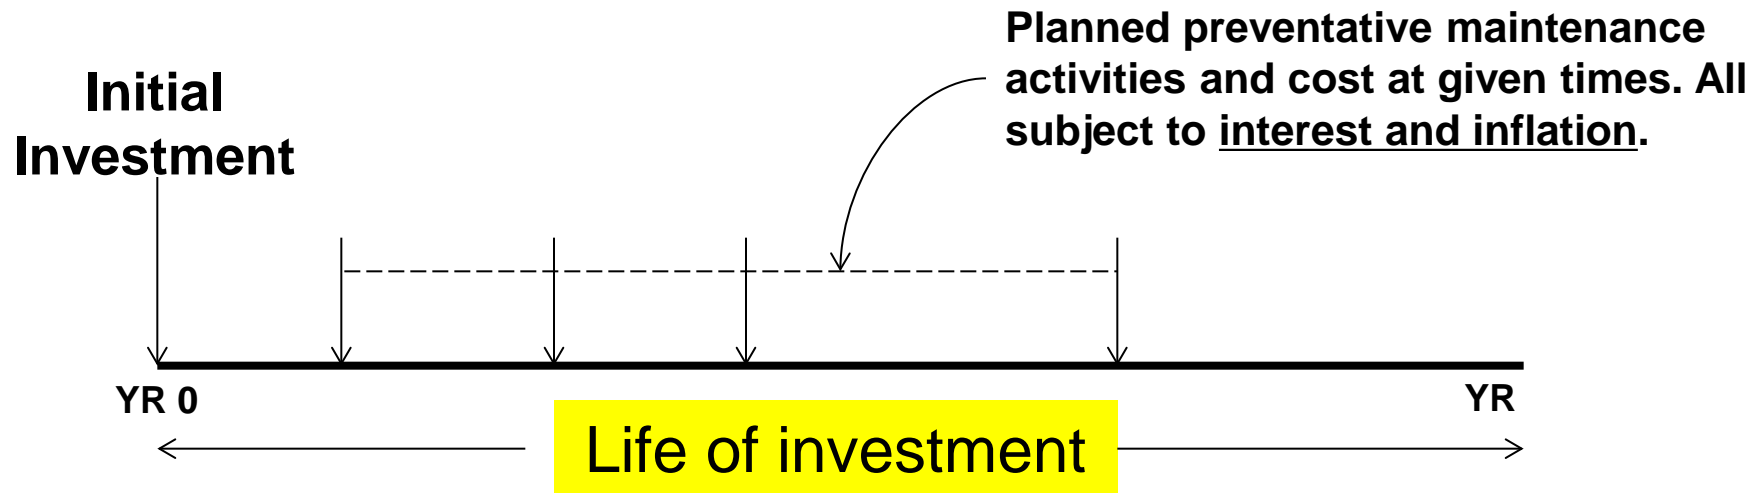 Planned preventative maintenance
activities and cost at given times. All
subject to interest and inflation.
Initial
Investment
YR 0
YR
Life of investment